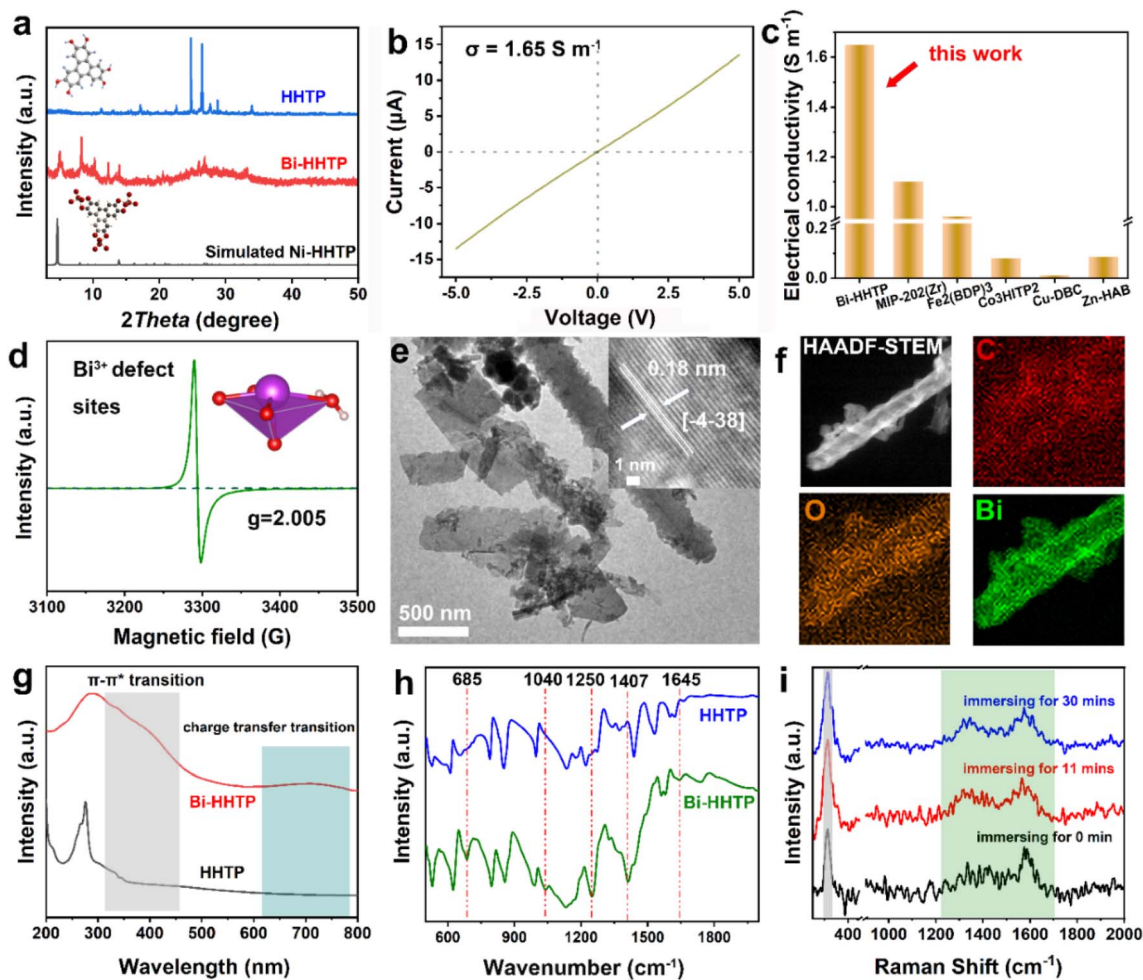 a
HHTP
Bi-HHTP
Simulated Ni-HHTP
Intensity (a.u.)
10 20 30 40 50
2Theta (degree)
b
σ = 1.65 S m⁻¹
Current (μA)
15
10
5
0
-5
-10
-15
-5.0 -2.5 0.0 2.5 5.0
Voltage (V)
c
this work
Electrical conductivity (S m⁻¹)
1.6
1.4
1.2
1.0
0.2
0.0
Bi-HHTP MIP-202(Zr) Fe2(BDP)3 Co3HITP2 Cu-DBC Zn-HAB
d
Bi³⁺ defect
sites
g=2.005
Intensity (a.u.)
3100 3200 3300 3400 3500
Magnetic field (G)
e
0.18 nm
[-4-38]
1 nm
500 nm
f
HAADF-STEM
C
O
Bi
g
π-π* transition
charge transfer transition
Bi-HHTP
HHTP
Intensity (a.u.)
200 300 400 500 600 700 800
Wavelength (nm)
h
685 1040 1250 1407 1645
HHTP
Bi-HHTP
Intensity (a.u.)
600 900 1200 1500 1800
Wavenumber (cm⁻¹)
i
immersing for 30 mins
immersing for 11 mins
immersing for 0 min
Intensity (a.u.)
400 1000 1200 1400 1600 1800 2000
Raman Shift (cm⁻¹)